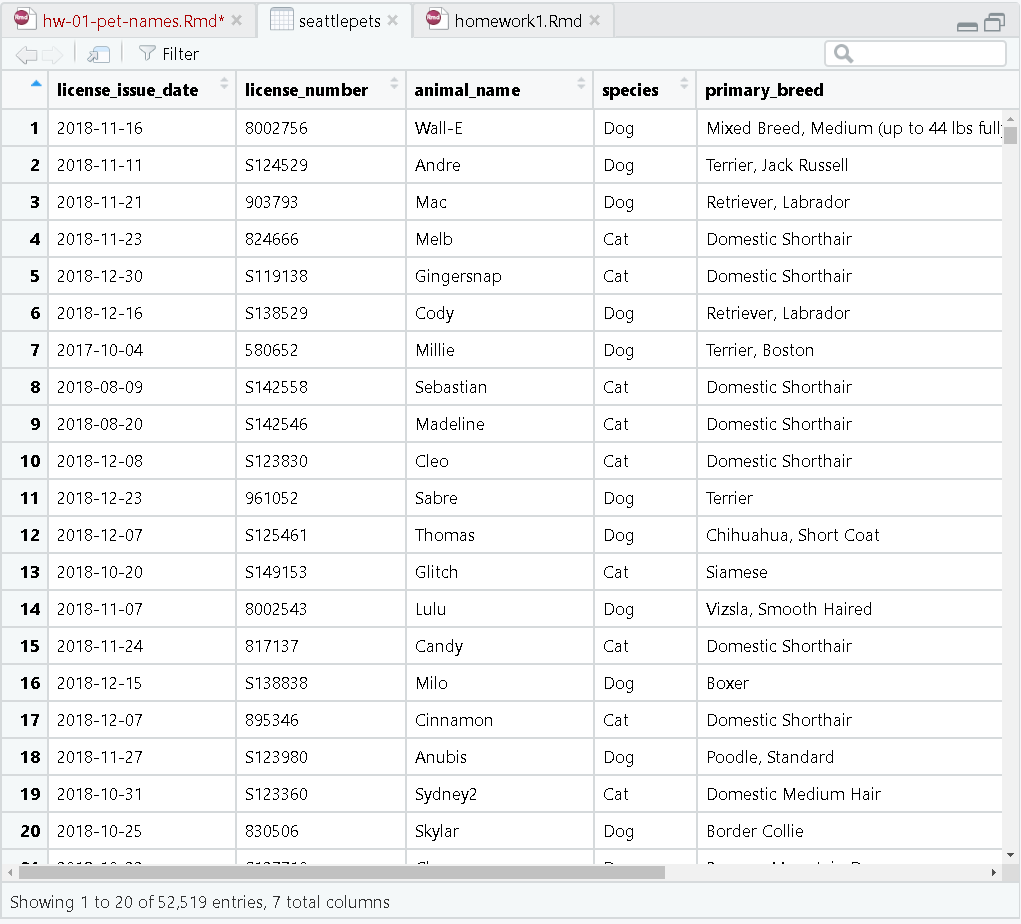 hw-01-pet-names.Rmd* seattlepets homework1.Rmd
Filter
license_issue_date license_number animal_name species primary_breed
1 2018-11-16 8002756 Wall-E Dog Mixed Breed, Medium (up to 44 lbs full
2 2018-11-11 S124529 Andre Dog Terrier, Jack Russell
3 2018-11-21 903793 Mac Dog Retriever, Labrador
4 2018-11-23 824666 Melb Cat Domestic Shorthair
5 2018-12-30 S119138 Gingersnap Cat Domestic Shorthair
6 2018-12-16 S138529 Cody Dog Retriever, Labrador
7 2017-10-04 580652 Millie Dog Terrier, Boston
8 2018-08-09 S142558 Sebastian Cat Domestic Shorthair
9 2018-08-20 S142546 Madeline Cat Domestic Shorthair
10 2018-12-08 S123830 Cleo Cat Domestic Shorthair
11 2018-12-23 961052 Sabre Dog Terrier
12 2018-12-07 S125461 Thomas Dog Chihuahua, Short Coat
13 2018-10-20 S149153 Glitch Cat Siamese
14 2018-11-07 8002543 Lulu Dog Vizsla, Smooth Haired
15 2018-11-24 817137 Candy Cat Domestic Shorthair
16 2018-12-15 S138838 Milo Dog Boxer
17 2018-12-07 895346 Cinnamon Cat Domestic Shorthair
18 2018-11-27 S123980 Anubis Dog Poodle, Standard
19 2018-10-31 S123360 Sydney2 Cat Domestic Medium Hair
20 2018-10-25 830506 Skylar Dog Border Collie
Showing 1 to 20 of 52,519 entries, 7 total columns